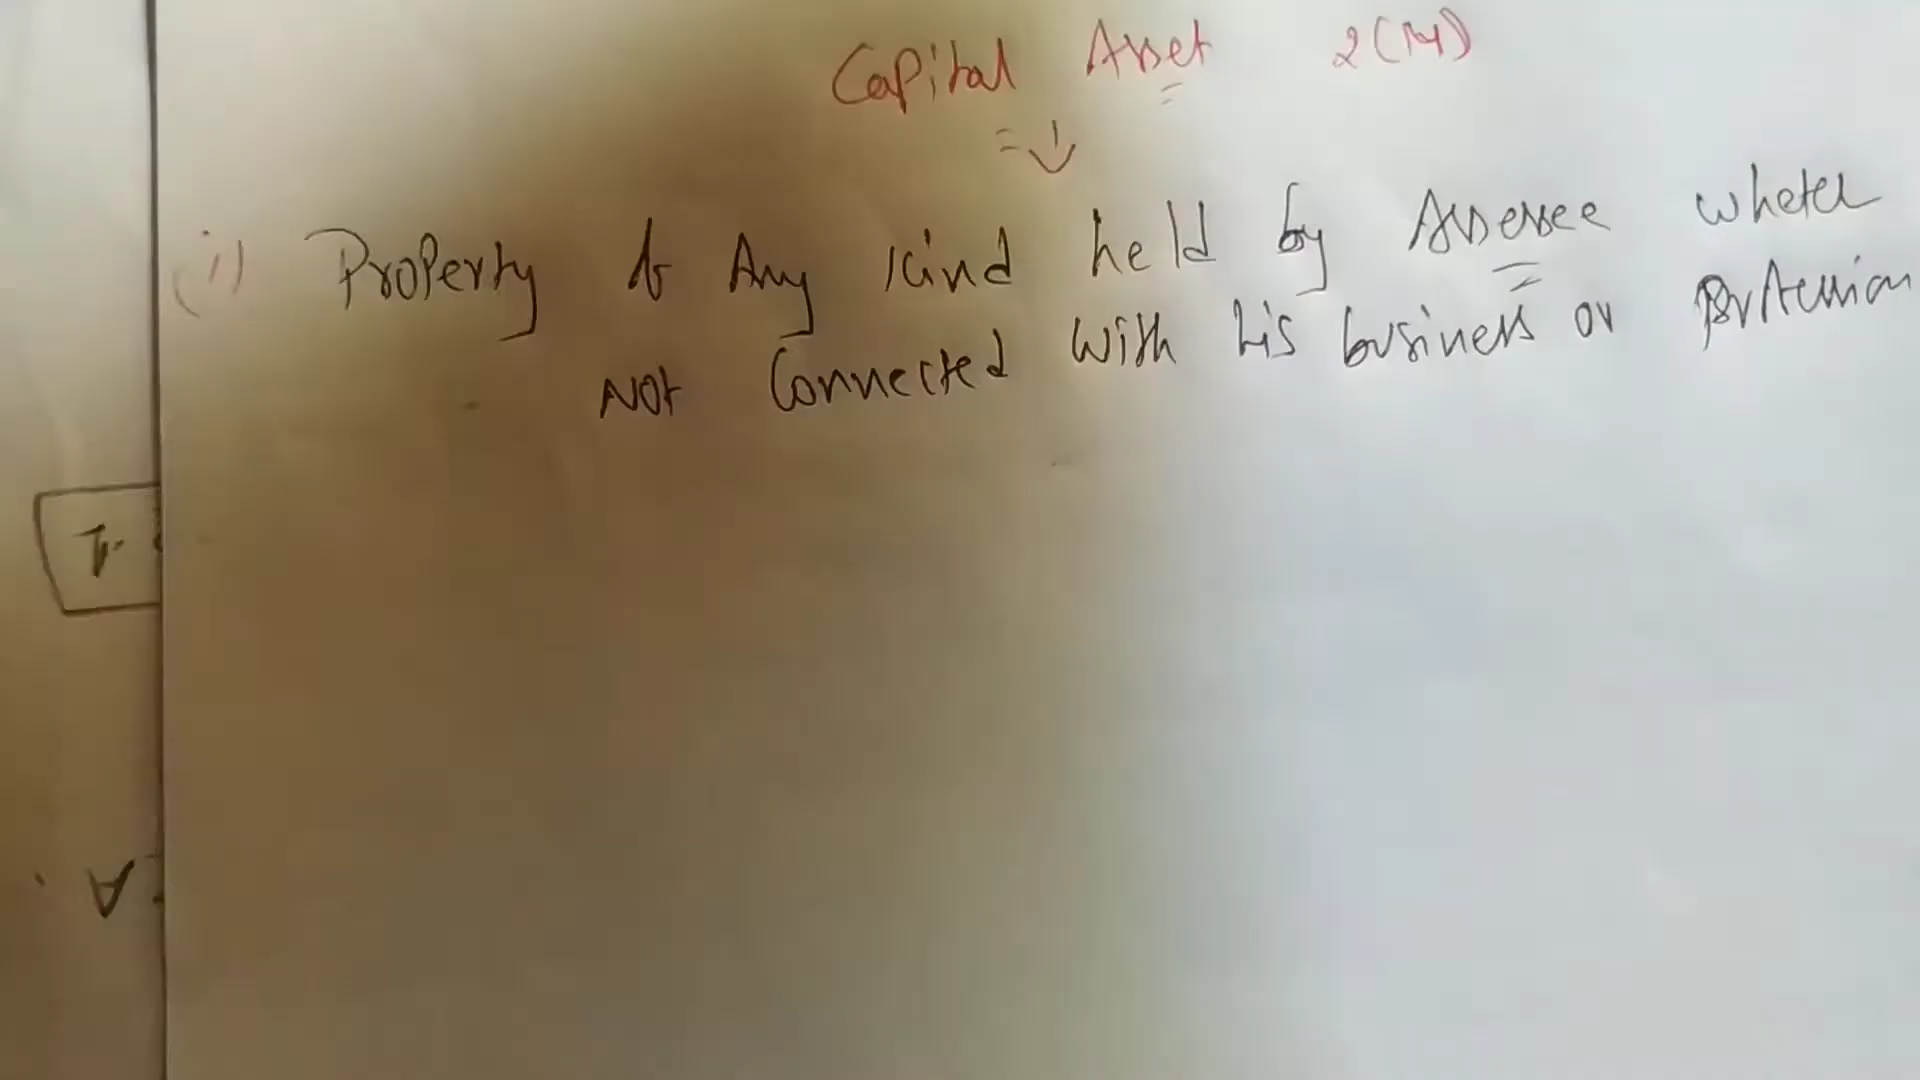 Capital Asset 2(14)
(i) Property of Any kind held by Assessee whether
Not Connected with his business or profession